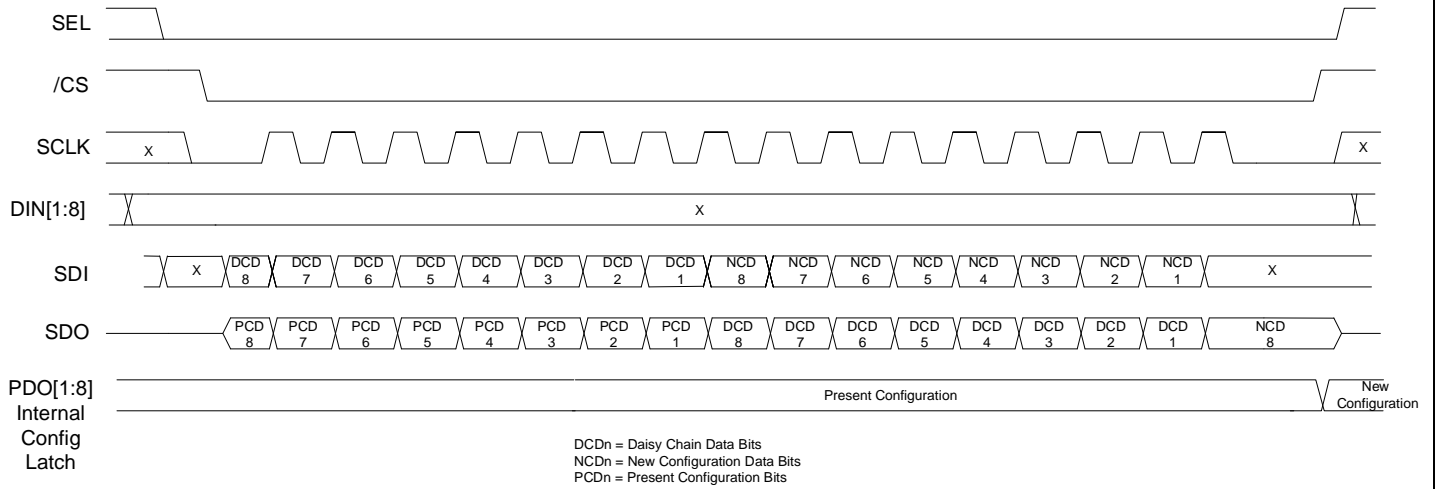 SEL
/CS
SCLK
X
X
DIN[1:8]
X
SDI
X
DCD 8
DCD 7
DCD 6
DCD 5
DCD 4
DCD 3
DCD 2
DCD 1
NCD 8
NCD 7
NCD 6
NCD 5
NCD 4
NCD 3
NCD 2
NCD 1
X
SDO
PCD 8
PCD 7
PCD 6
PCD 5
PCD 4
PCD 3
PCD 2
PCD 1
DCD 8
DCD 7
DCD 6
DCD 5
DCD 4
DCD 3
DCD 2
DCD 1
NCD 8
PDO[1:8]
Internal
Config
Latch
Present Configuration
New
Configuration
DCDn = Daisy Chain Data Bits
NCDn = New Configuration Data Bits
PCDn = Present Configuration Bits